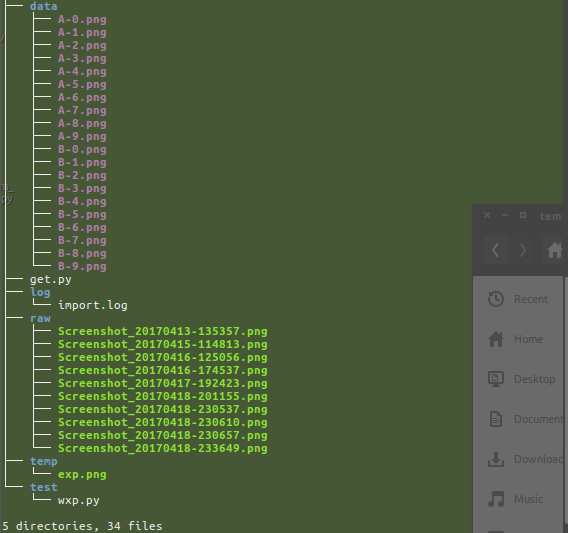 data
A-0.png
A-1.png
A-2.png
A-3.png
A-4.png
A-5.png
A-6.png
A-7.png
A-8.png
A-9.png
B-0.png
B-1.png
B-2.png
B-3.png
B-4.png
B-5.png
B-6.png
B-7.png
B-8.png
B-9.png
get.py
log
import.log
raw
Screenshot_20170413-135357.png
Screenshot_20170415-114813.png
Screenshot_20170416-125056.png
Screenshot_20170416-174537.png
Screenshot_20170417-192423.png
Screenshot_20170418-201155.png
Screenshot_20170418-230537.png
Screenshot_20170418-230610.png
Screenshot_20170418-230657.png
Screenshot_20170418-233649.png
temp
exp.png
test
wxp.py
5 directories, 34 files
py
tem
Recent
Home
Desktop
Document
Download
Music